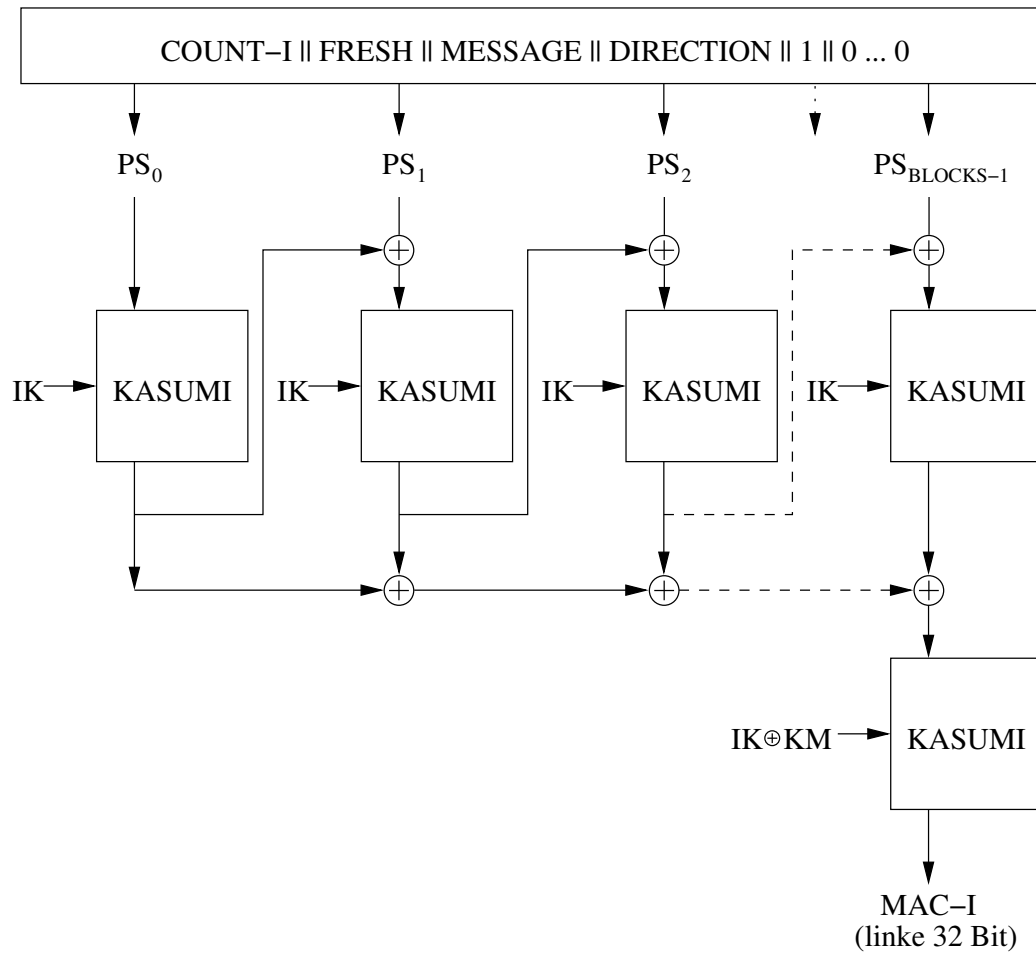 COUNT–I || FRESH || MESSAGE || DIRECTION || 1 || 0 ... 0
PS0 PS1 PS2 PSBLOCKS–1
IK KASUMI IK KASUMI IK KASUMI IK KASUMI
IK⊕KM KASUMI
MAC–I
(linke 32 Bit)